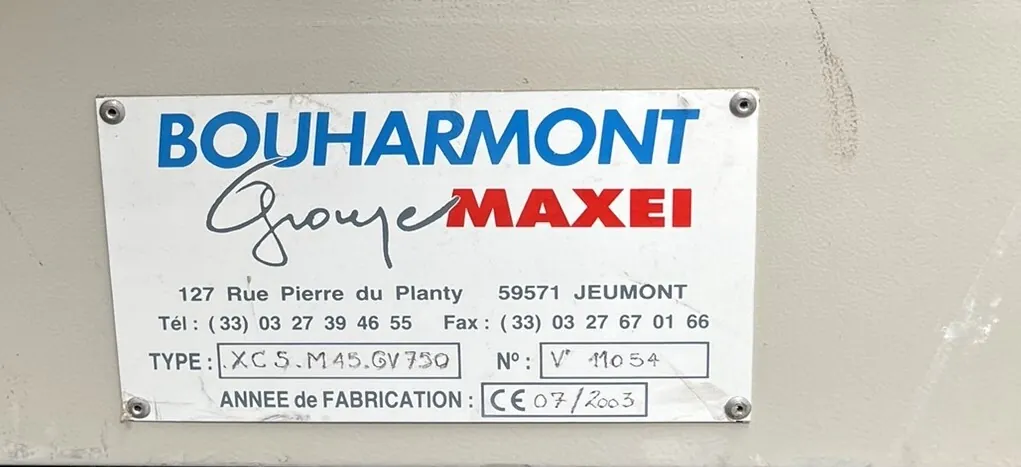 BOUHARMONT
Groupe MAXEI
127 Rue Pierre du Planty 59571 JEUMONT
Tél : (33) 03 27 39 46 55 Fax : (33) 03 27 67 01 66
TYPE : .XC5.M45.GV750 N° : V* 11054
ANNEE de FABRICATION : CE 07/2003